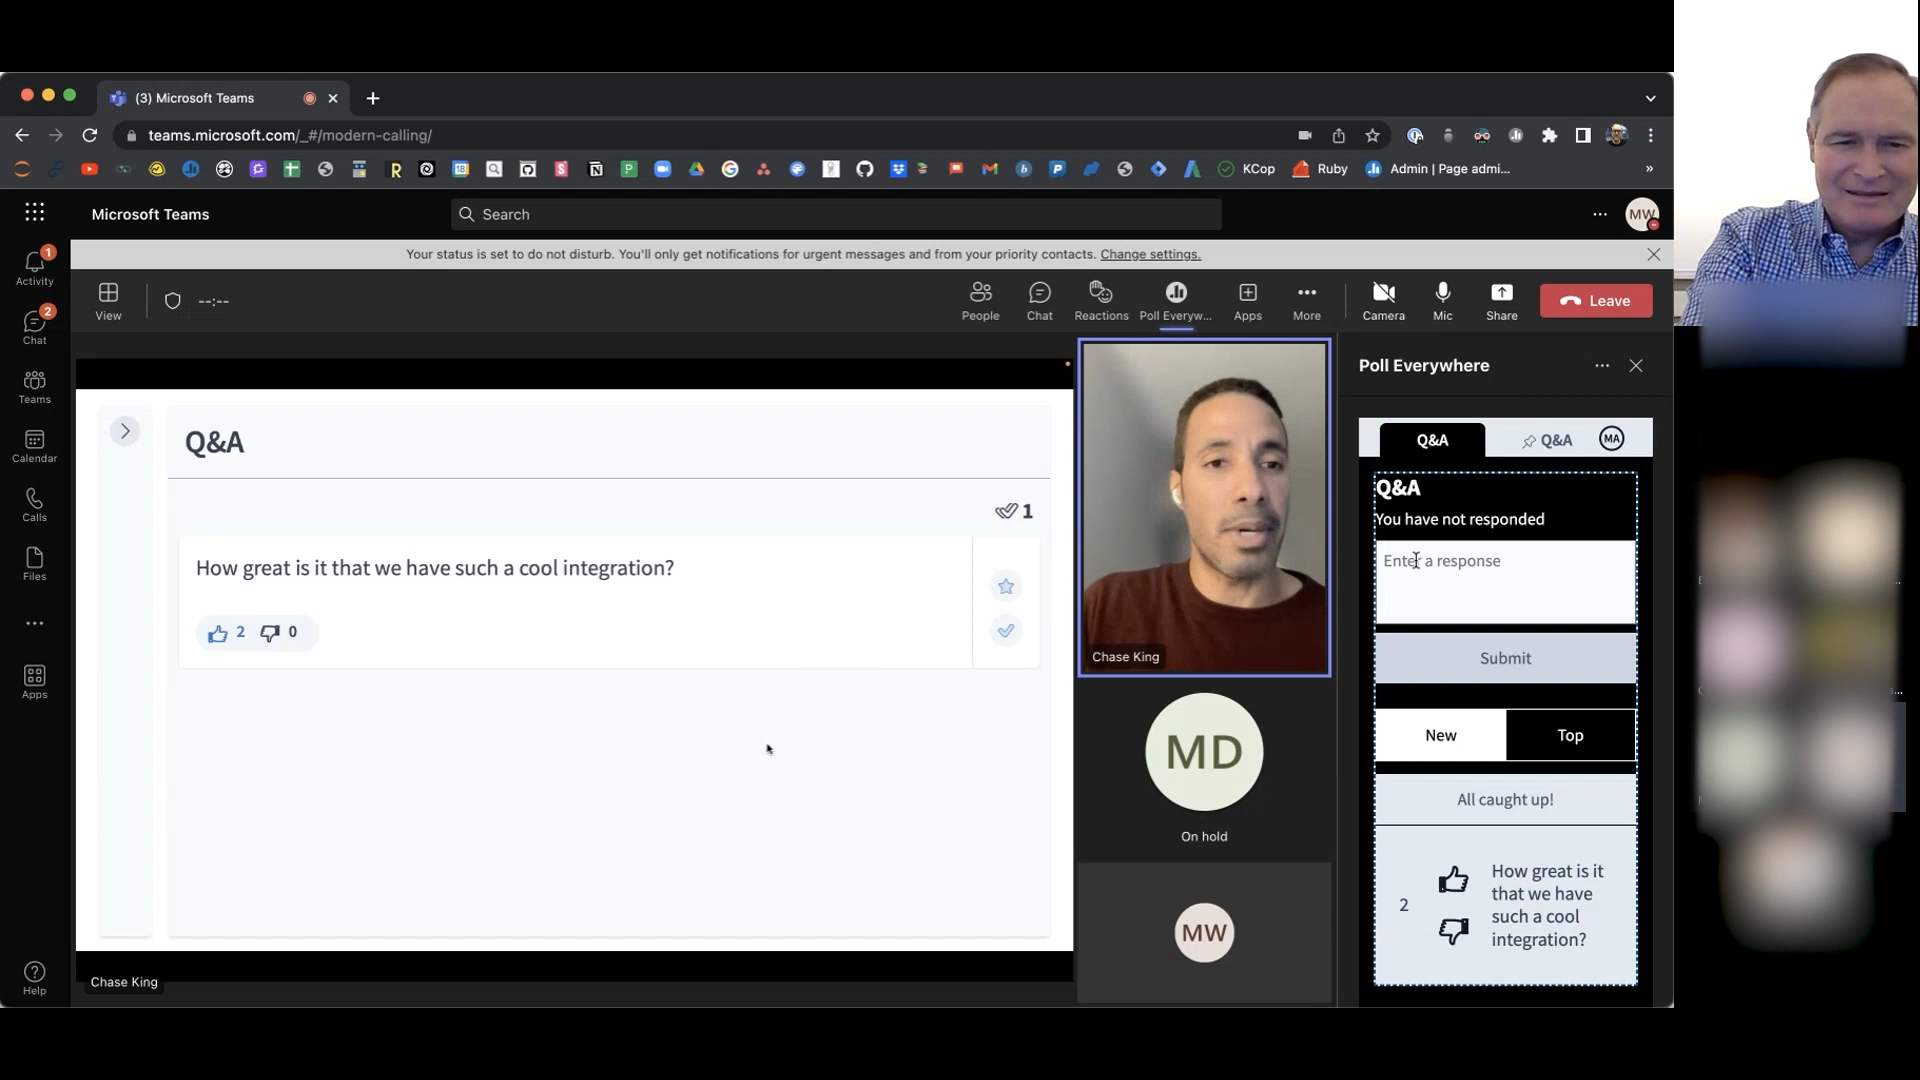 (3) Microsoft Teams
teams.microsoft.com/_#/modern-calling/
KCop
Ruby
Admin | Page admi...
»
Microsoft Teams
Search
MW
Your status is set to do not disturb. You'll only get notifications for urgent messages and from your priority contacts. Change settings.
1
Activity
2
Chat
Teams
Calendar
Calls
Files
Apps
Help
View
--:--
People
Chat
Reactions
Poll Everyw...
Apps
More
Camera
Mic
Share
Leave
Q&A
1
How great is it that we have such a cool integration?
2
0
Chase King
Chase King
MD
On hold
MW
Poll Everywhere
Q&A
Q&A
MA
Q&A
You have not responded
Enter a response
Submit
New
Top
All caught up!
2
How great is it
that we have
such a cool
integration?